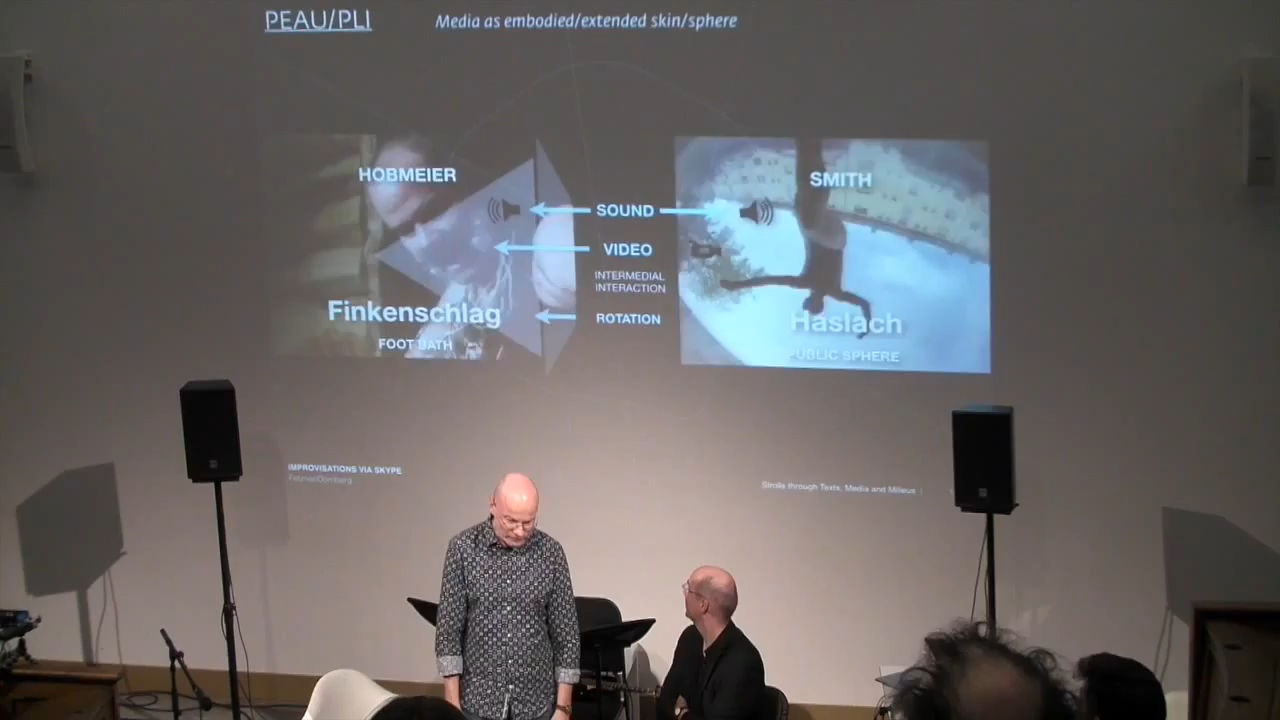 PEAU/PLI
Media as embodied/extended skin/sphere
HOBMEIER
SMITH
SOUND
VIDEO
INTERMEDIAL
INTERACTION
Finkenschlag
ROTATION
Haslach
FOOT BATH
PUBLIC SPHERE
IMPROVISATIONS VIA SKYPE
Strolls through Texts, Media and Milieus |